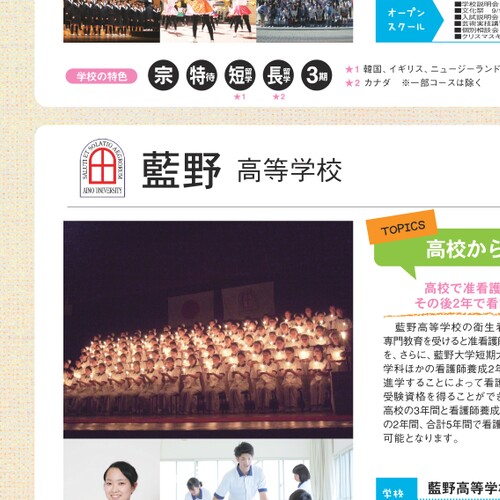 オープン
スクール
■学校説明会
■文化祭 9/
■入試説明会
■芸術実技講
■個別相談会
■クリスマスキ
学校の特色
宗 特待 短留学 長留学 3期
★1 ★2
★1 韓国、イギリス、ニュージーランド
★2 カナダ ※一部コースは除く
SALUTI ET SOLATIO AEGRORUM
AINO UNIVERSITY
藍野 高等学校
TOPICS
高校から
高校で准看護
その後2年で看
藍野高等学校の衛生看
専門教育を受けると准看護師
を、さらに、藍野大学短期大
学科ほかの看護師養成2年
進学することによって看護
受験資格を得ることができ
高校の3年間と看護師養成
の2年間、合計5年間で看護
可能となります。
学校
藍野高等学